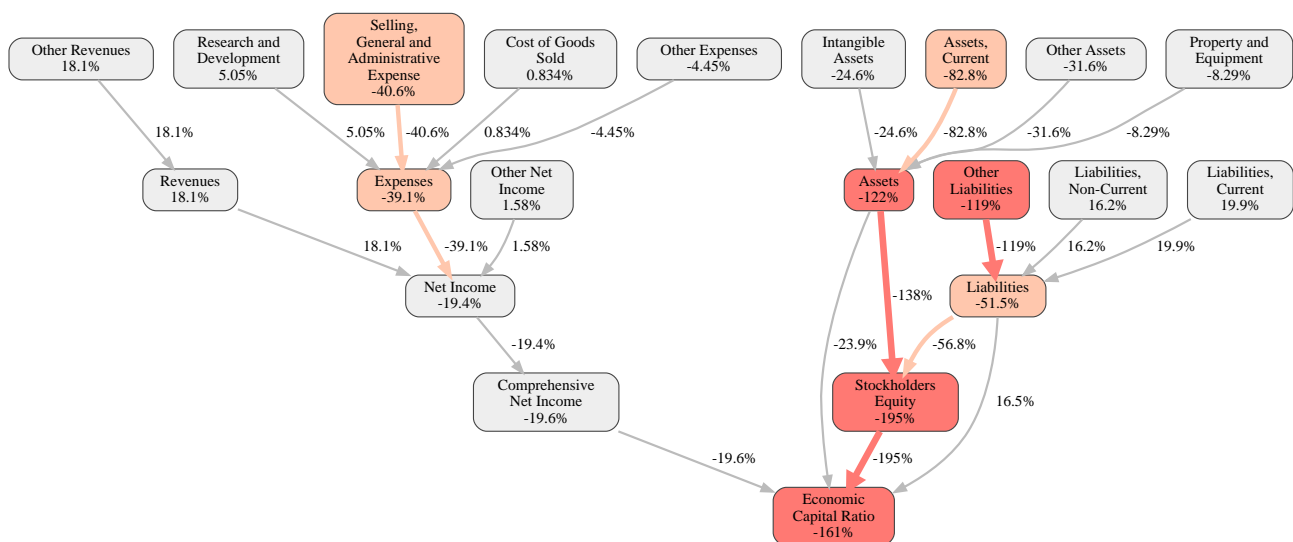 Other Revenues
18.1%
Research and
Development
5.05%
Selling,
General and
Administrative
Expense
-40.6%
Cost of Goods
Sold
0.834%
Other Expenses
-4.45%
Intangible
Assets
-24.6%
Assets,
Current
-82.8%
Other Assets
-31.6%
Property and
Equipment
-8.29%
18.1%
5.05%
-40.6%
0.834%
-4.45%
-24.6%
-82.8%
-31.6%
-8.29%
Revenues
18.1%
Expenses
-39.1%
Other Net
Income
1.58%
Assets
-122%
Other
Liabilities
-119%
Liabilities,
Non-Current
16.2%
Liabilities,
Current
19.9%
18.1%
-39.1%
1.58%
-119%
16.2%
19.9%
Net Income
-19.4%
-138%
Liabilities
-51.5%
-19.4%
-23.9%
-56.8%
Comprehensive
Net Income
-19.6%
Stockholders
Equity
-195%
16.5%
-19.6%
-195%
Economic
Capital Ratio
-161%